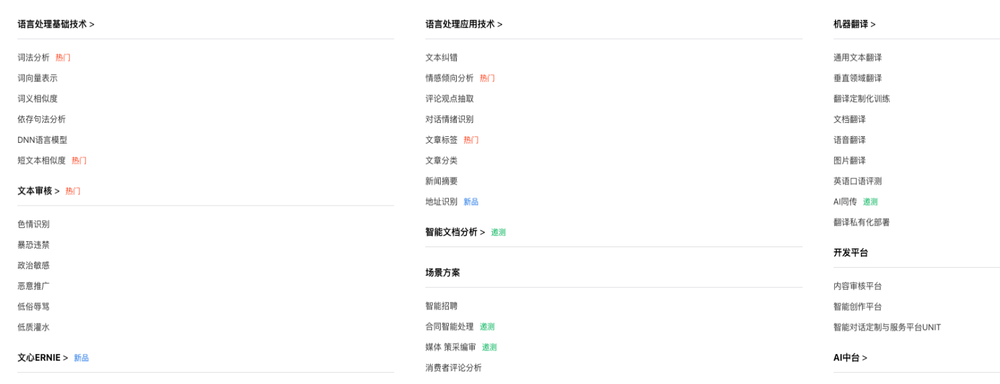 语言处理基础技术 >
词法分析 热门
词向量表示
词义相似度
依存句法分析
DNN语言模型
短文本相似度 热门
文本审核 > 热门
色情识别
暴恐违禁
政治敏感
恶意推广
低俗辱骂
低质灌水
文心ERNIE > 新品
语言处理应用技术 >
文本纠错
情感倾向分析 热门
评论观点抽取
对话情绪识别
文章标签 热门
文章分类
新闻摘要
地址识别 新品
智能文档分析 > 邀测
场景方案
智能招聘
合同智能处理 邀测
媒体 策采编审 邀测
消费者评论分析
机器翻译 >
通用文本翻译
垂直领域翻译
翻译定制化训练
文档翻译
语音翻译
图片翻译
英语口语评测
AI同传 邀测
翻译私有化部署
开发平台
内容审核平台
智能创作平台
智能对话定制与服务平台UNIT
AI中台 >